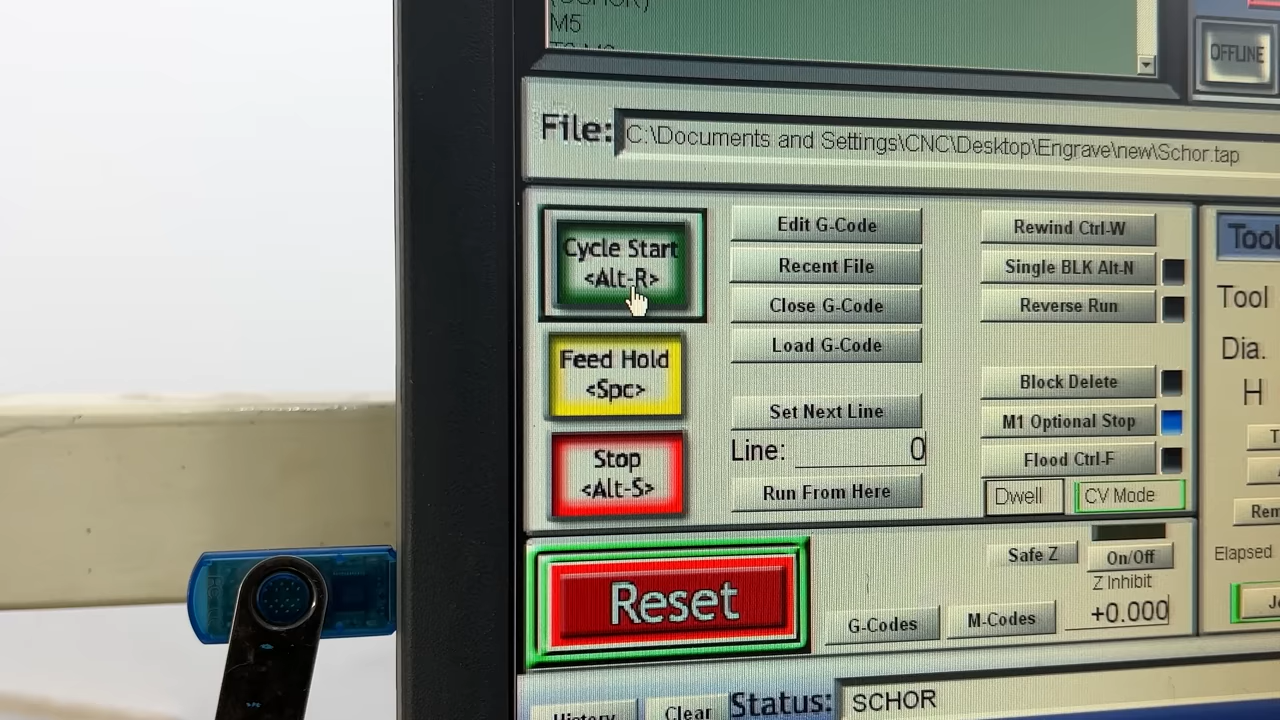 (SCHOR)
M5
OFFLINE
File: C:\Documents and Settings\CNC\Desktop\Engrave\new\Schor.tap
Cycle Start
<Alt-R>
Feed Hold
<Spc>
Stop
<Alt-S>
Edit G-Code
Recent File
Close G-Code
Load G-Code
Set Next Line
Line: 0
Run From Here
Rewind Ctrl-W
Single BLK Alt-N
Reverse Run
Block Delete
M1 Optional Stop
Flood Ctrl-F
Dwell
CV Mode
Tool
Tool
Dia.
H
Rem
Elapsed
Reset
G-Codes
M-Codes
Safe Z
On/Off
Z Inhibit
+0.000
History
Clear
Status: SCHOR